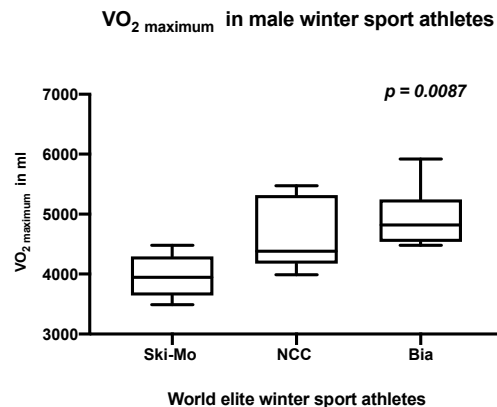 VO2 maximum in male winter sport athletes
p = 0.0087
7000
6000
5000
4000
3000
VO2 maximum in ml
Ski-Mo NCC Bia
World elite winter sport athletes